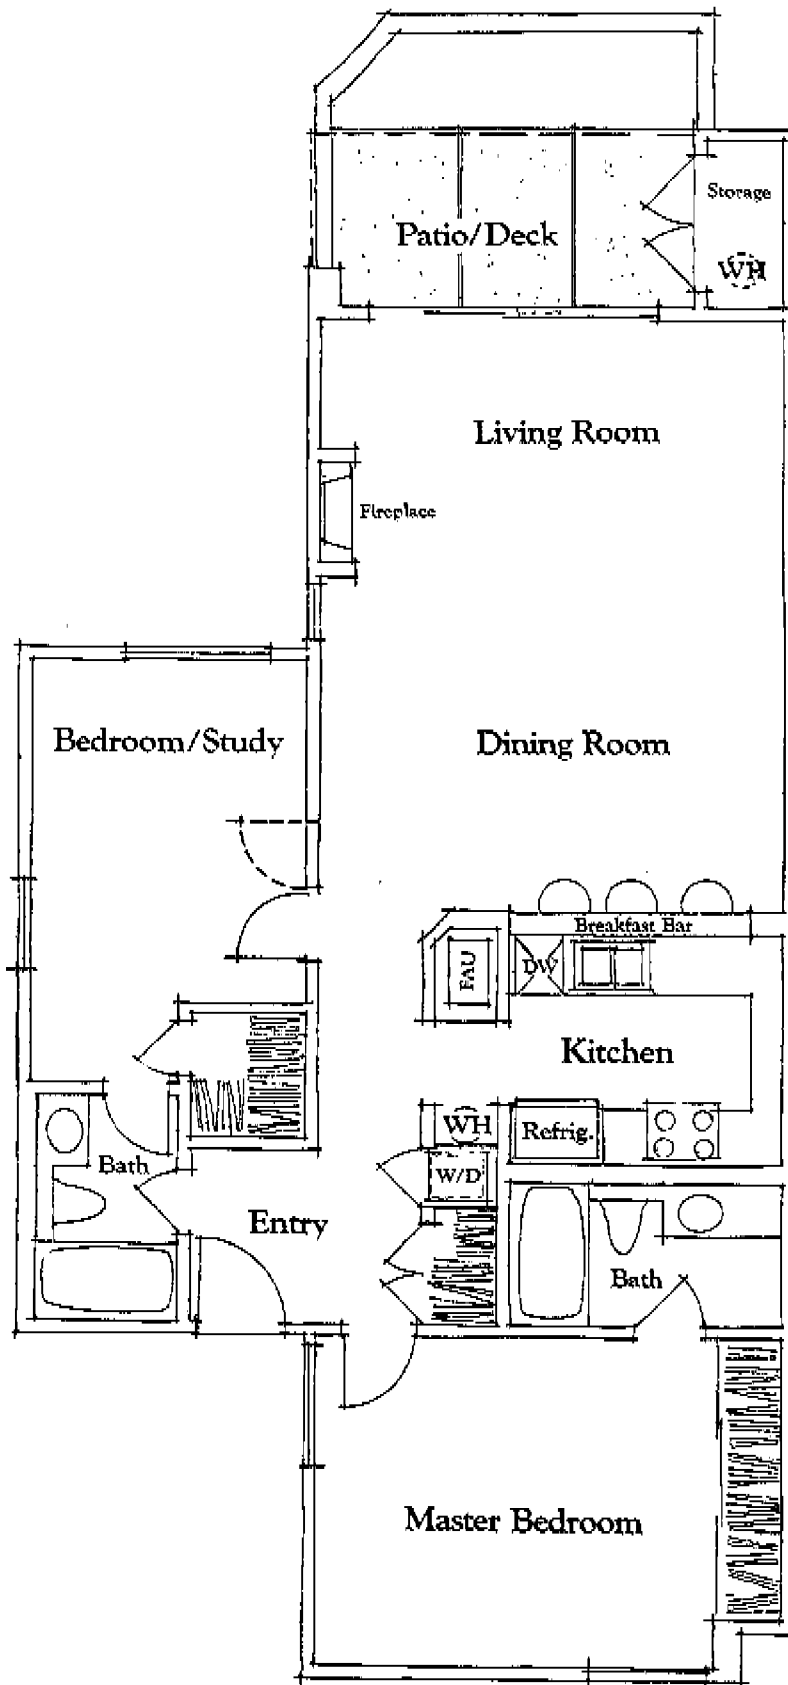 Storage
Patio/Deck
WH
Living Room
Fireplace
Bedroom/Study
Dining Room
Breakfast Bar
FAU
DW
Kitchen
WH
Refrig.
Bath
W/D
Entry
Bath
Master Bedroom